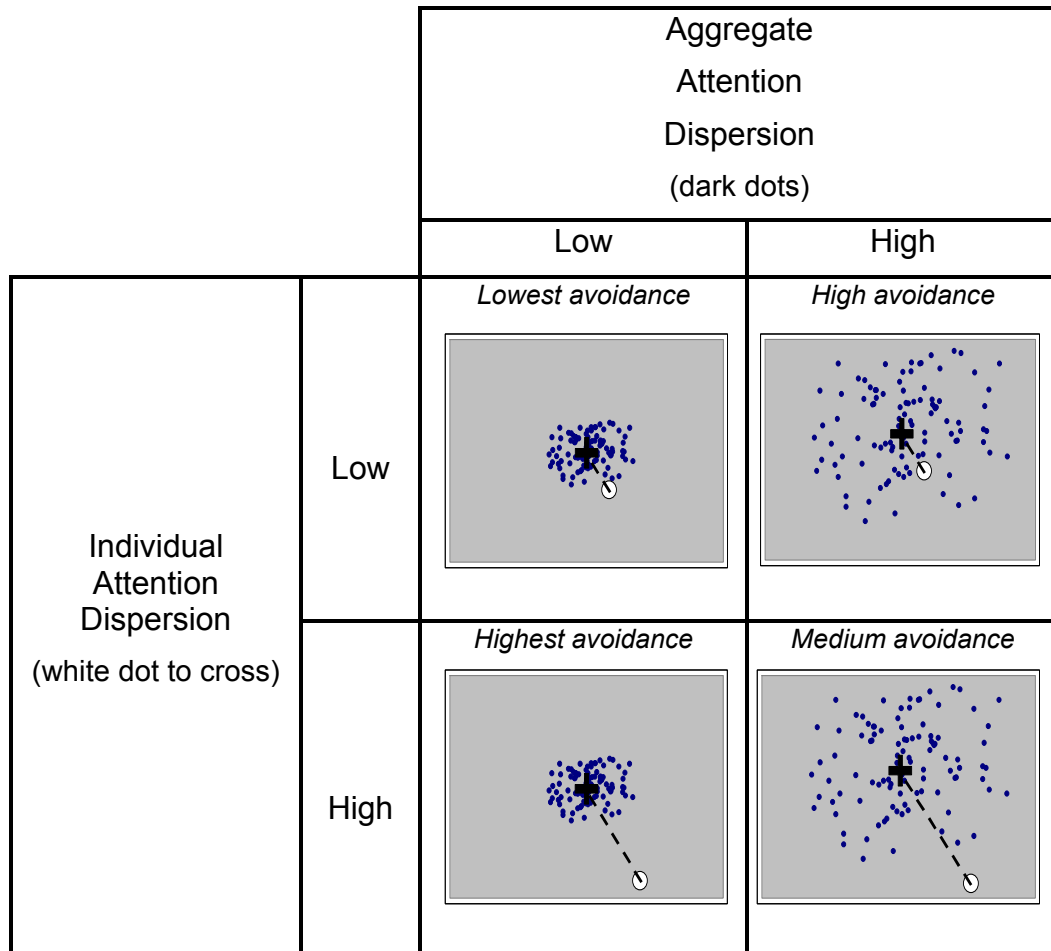 Aggregate
Attention
Dispersion
(dark dots)
Low
High
Lowest avoidance
High avoidance
Low
Individual
Attention
Dispersion
(white dot to cross)
Highest avoidance
Medium avoidance
High